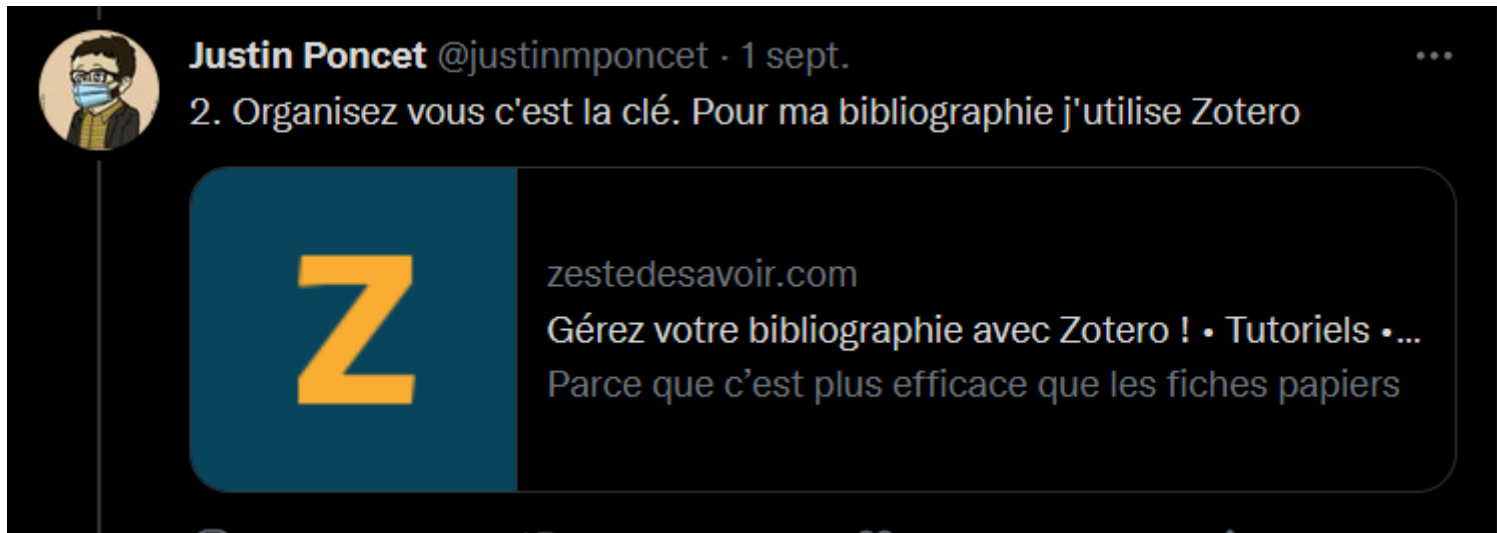 Justin Poncet @justinmponcet · 1 sept.
2. Organisez vous c'est la clé. Pour ma bibliographie j'utilise Zotero
Z
zestedesavoir.com
Gérez votre bibliographie avec Zotero ! • Tutoriels •...
Parce que c’est plus efficace que les fiches papiers